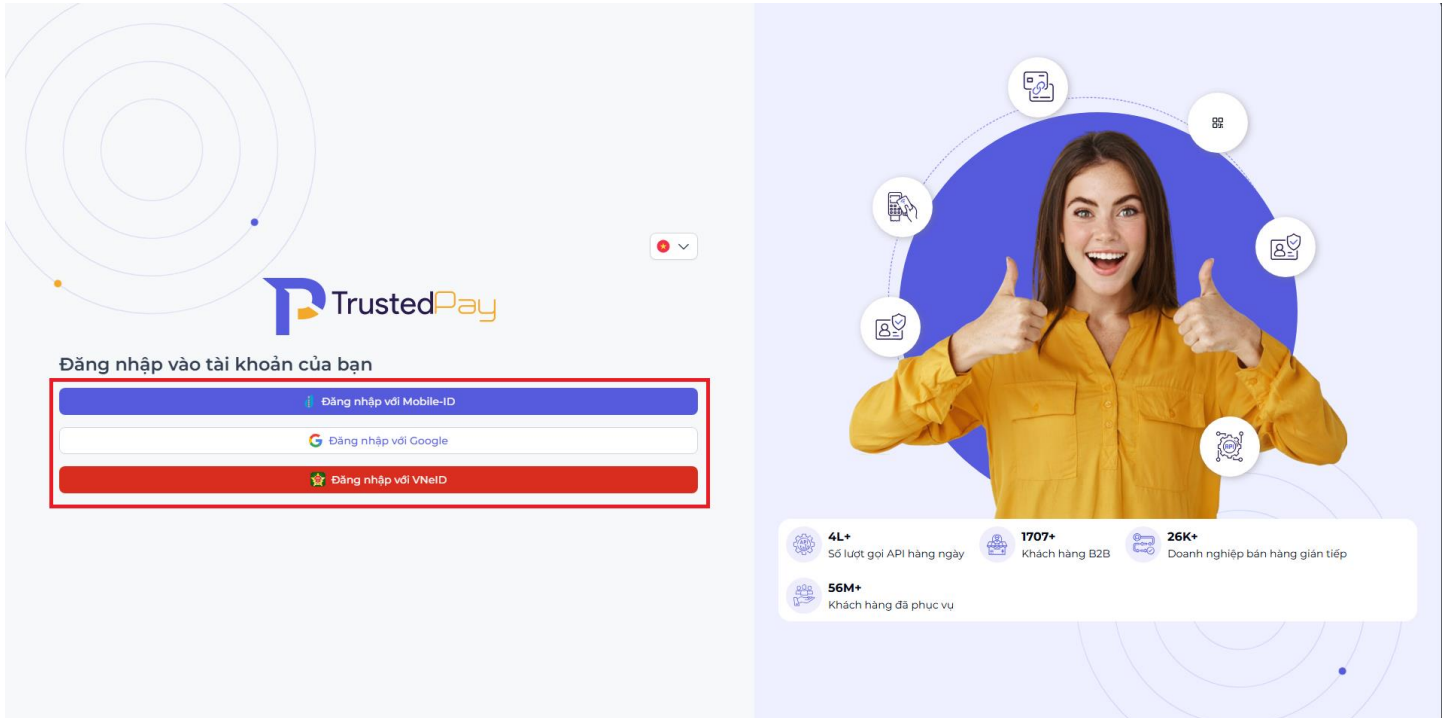 TrustedPay
Đăng nhập vào tài khoản của bạn
Đăng nhập với Mobile-ID
Đăng nhập với Google
Đăng nhập với VNeID
API
4L+
Số lượt gọi API hàng ngày
1707+
Khách hàng B2B
26K+
Doanh nghiệp bán hàng gián tiếp
56M+
Khách hàng đã phục vụ